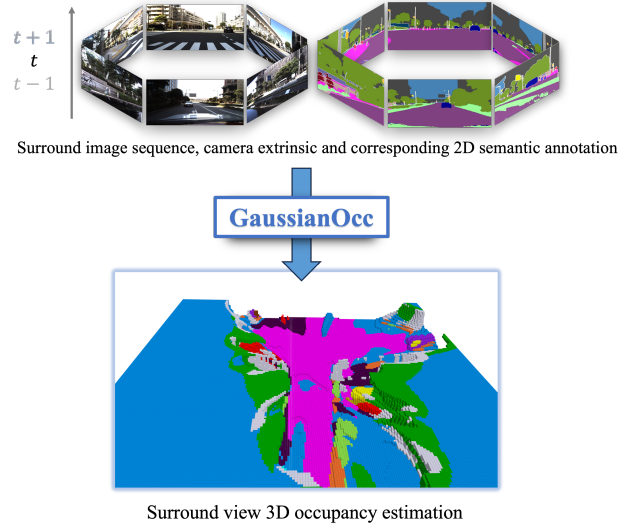 t + 1
t
t − 1
Surround image sequence, camera extrinsic and corresponding 2D semantic annotation
GaussianOcc
Surround view 3D occupancy estimation